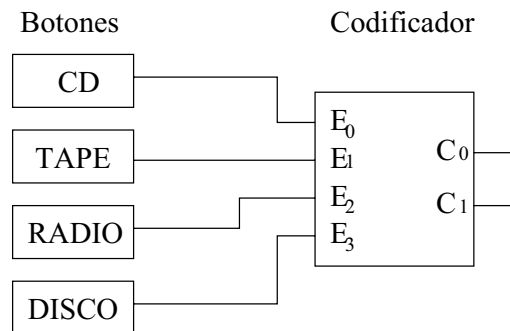 Botones
Codificador
CD
TAPE
RADIO
DISCO
E0
E1
E2
E3
C0
C1